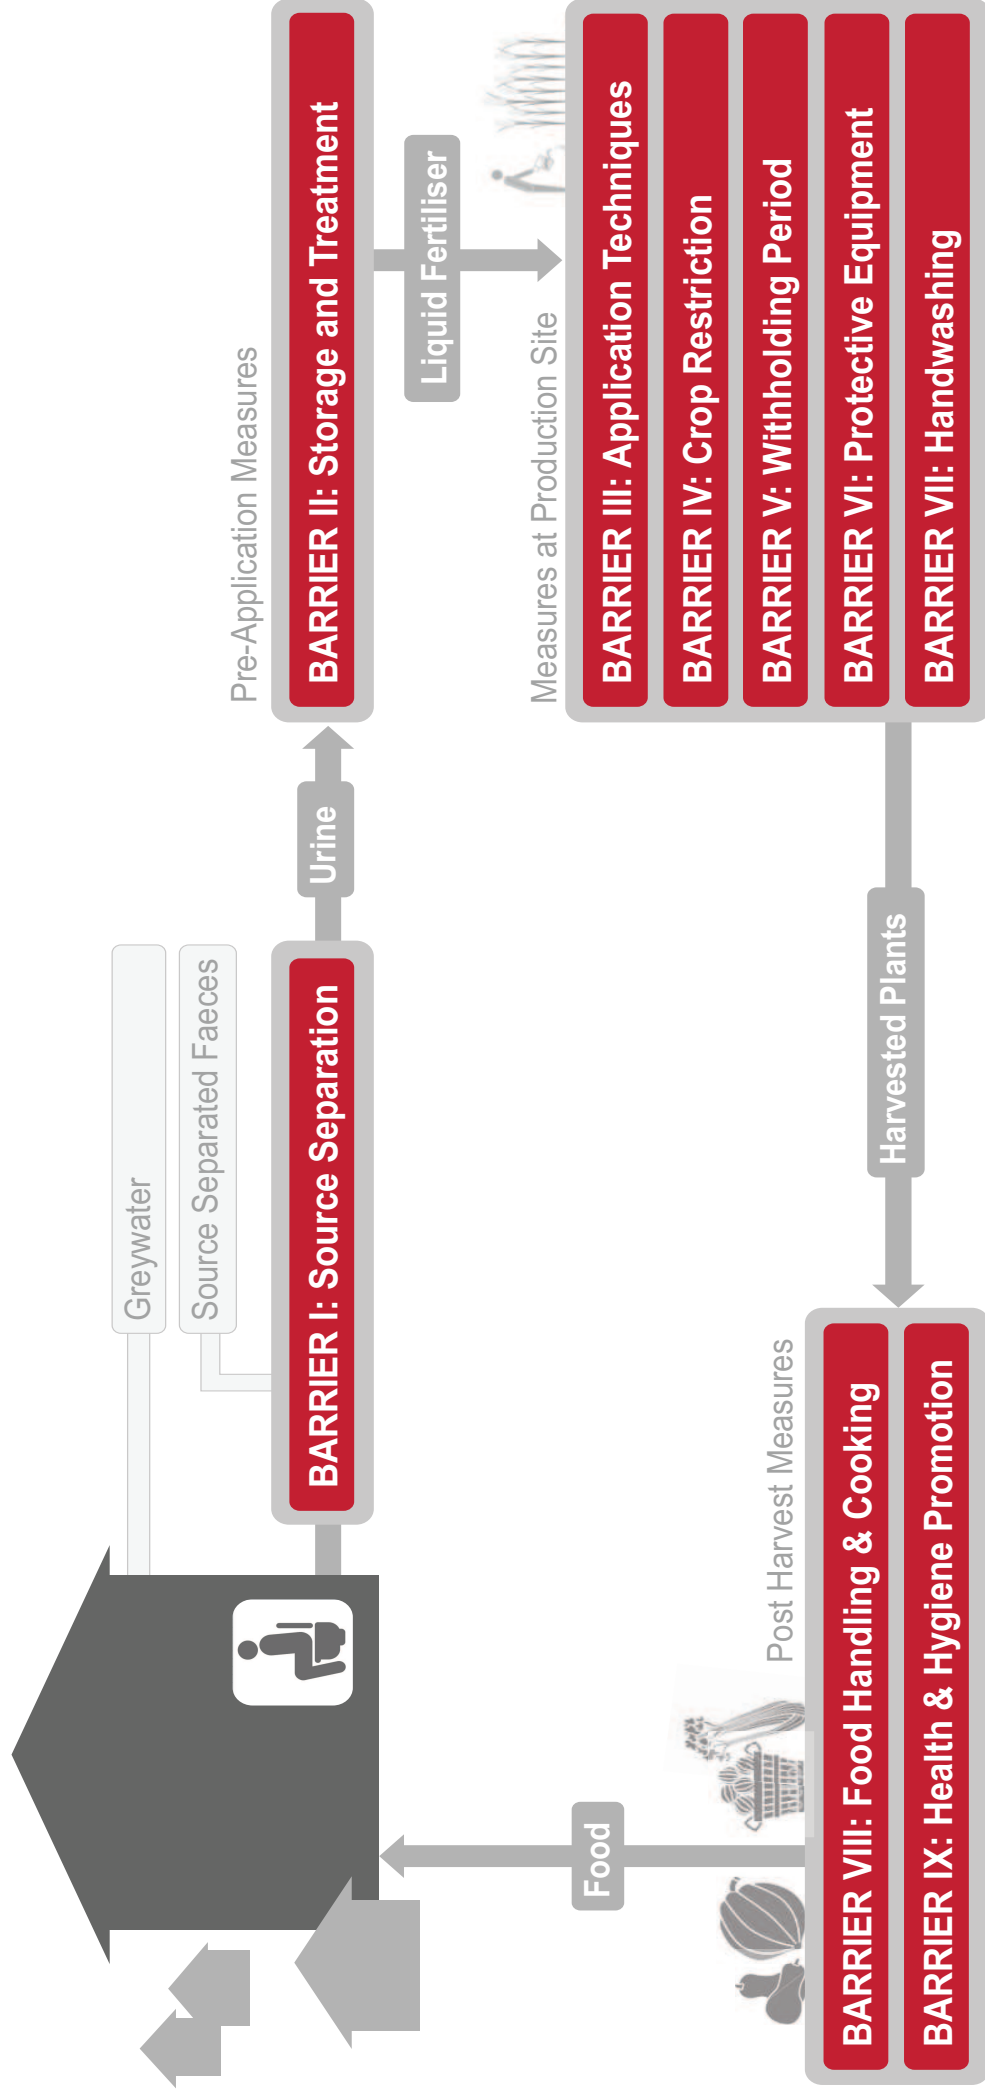 Greywater
Source Separated Faeces
BARRIER I: Source Separation
Urine
Pre-Application Measures
BARRIER II: Storage and Treatment
Liquid Fertiliser
Measures at Production Site
BARRIER III: Application Techniques
BARRIER IV: Crop Restriction
BARRIER V: Withholding Period
BARRIER VI: Protective Equipment
BARRIER VII: Handwashing
Harvested Plants
Post Harvest Measures
BARRIER VIII: Food Handling & Cooking
BARRIER IX: Health & Hygiene Promotion
Food